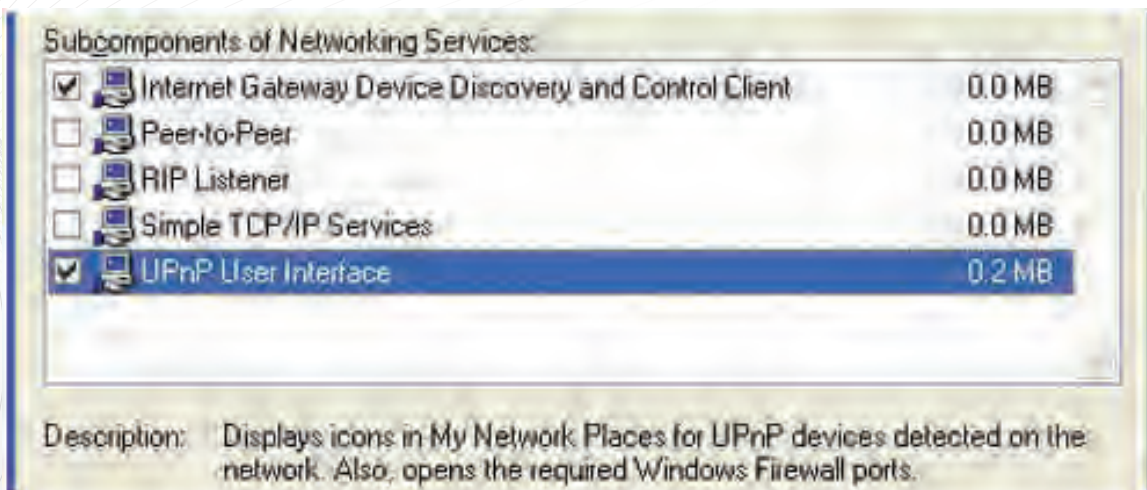 Subcomponents of Networking Services:
Internet Gateway Device Discovery and Control Client 0.0 MB
Peer-to-Peer 0.0 MB
RIP Listener 0.0 MB
Simple TCP/IP Services 0.0 MB
UPnP User Interface 0.2 MB
Description: Displays icons in My Network Places for UPnP devices detected on the
network. Also, opens the required Windows Firewall ports.